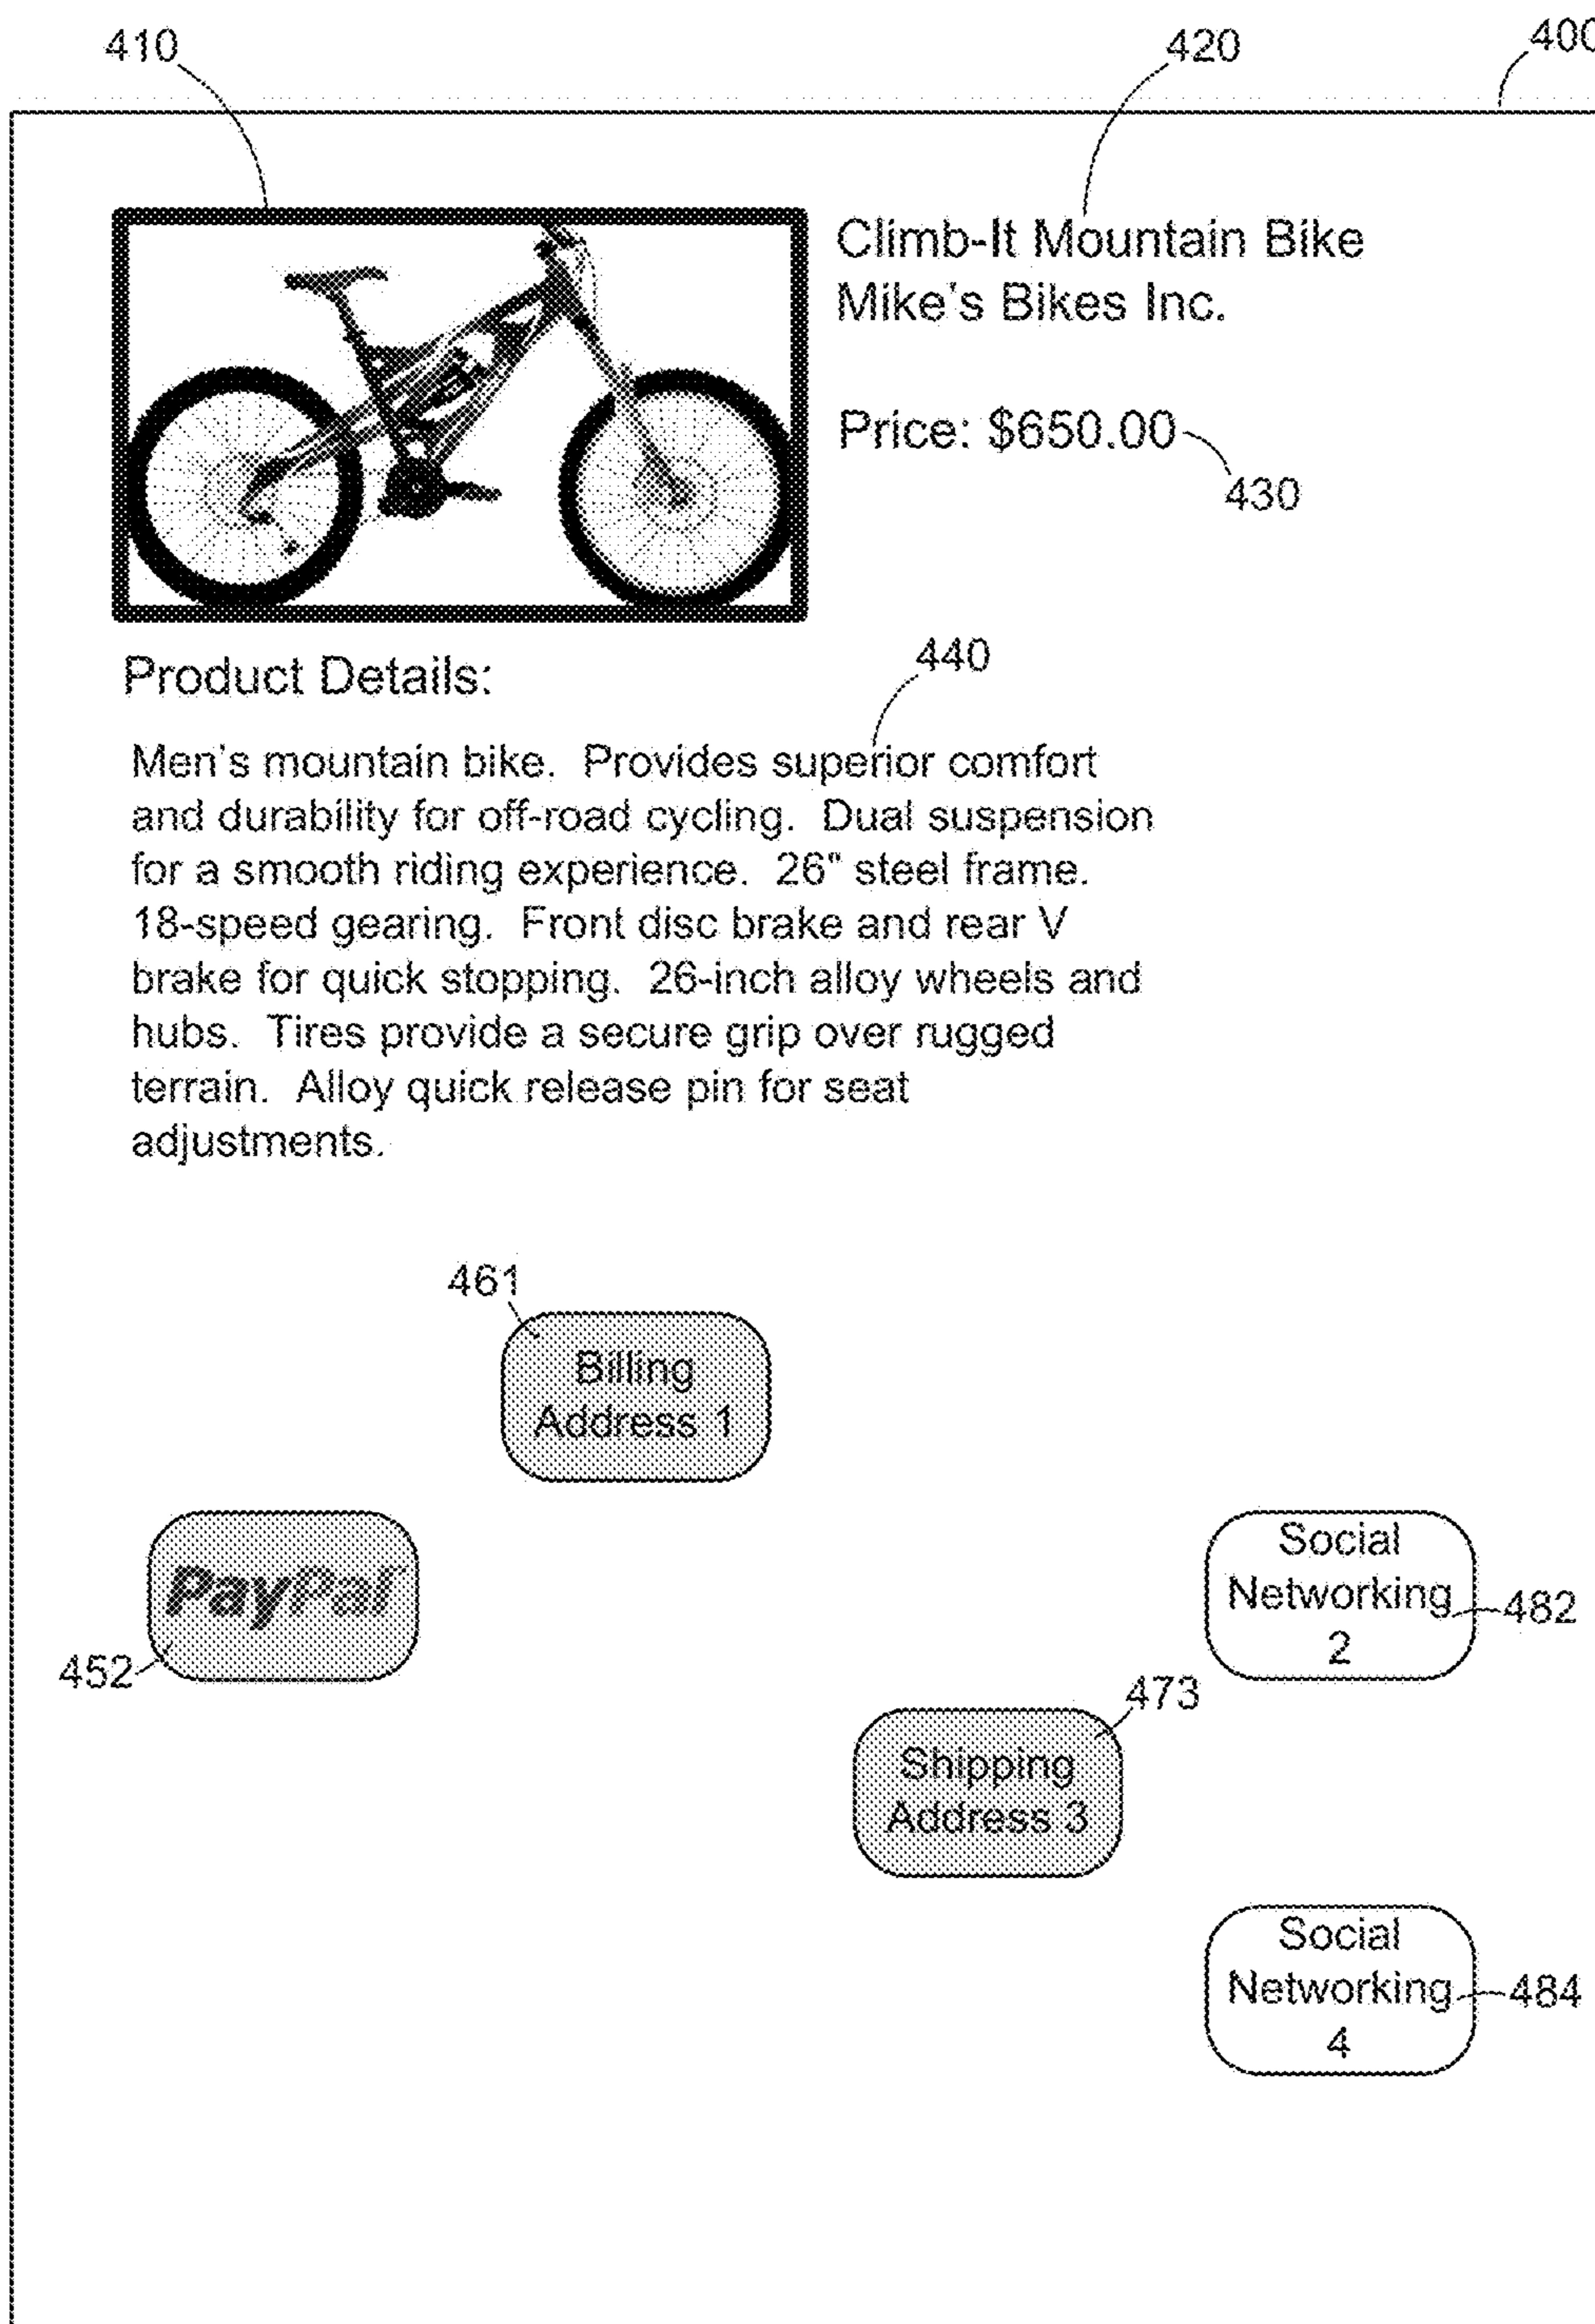 410
420
400
Climb-It Mountain Bike
Mike's Bikes Inc.
Price: $650.00
430
Product Details:
440
Men's mountain bike. Provides superior comfort
and durability for off-road cycling. Dual suspension
for a smooth riding experience. 26" steel frame.
18-speed gearing. Front disc brake and rear V
brake for quick stopping. 26-inch alloy wheels and
hubs. Tires provide a secure grip over rugged
terrain. Alloy quick release pin for seat
adjustments.
461
Billing
Address 1
PayPal
452
Social
Networking
2
482
473
Shipping
Address 3
Social
Networking
4
484